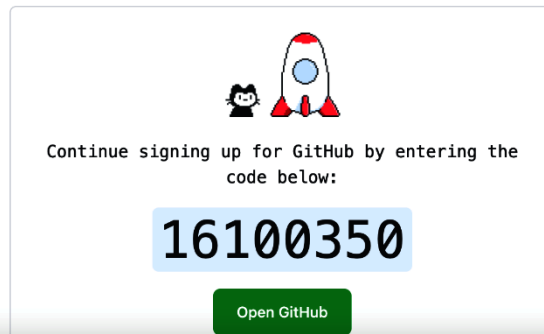 Continue signing up for GitHub by entering the
code below:
16100350
Open GitHub